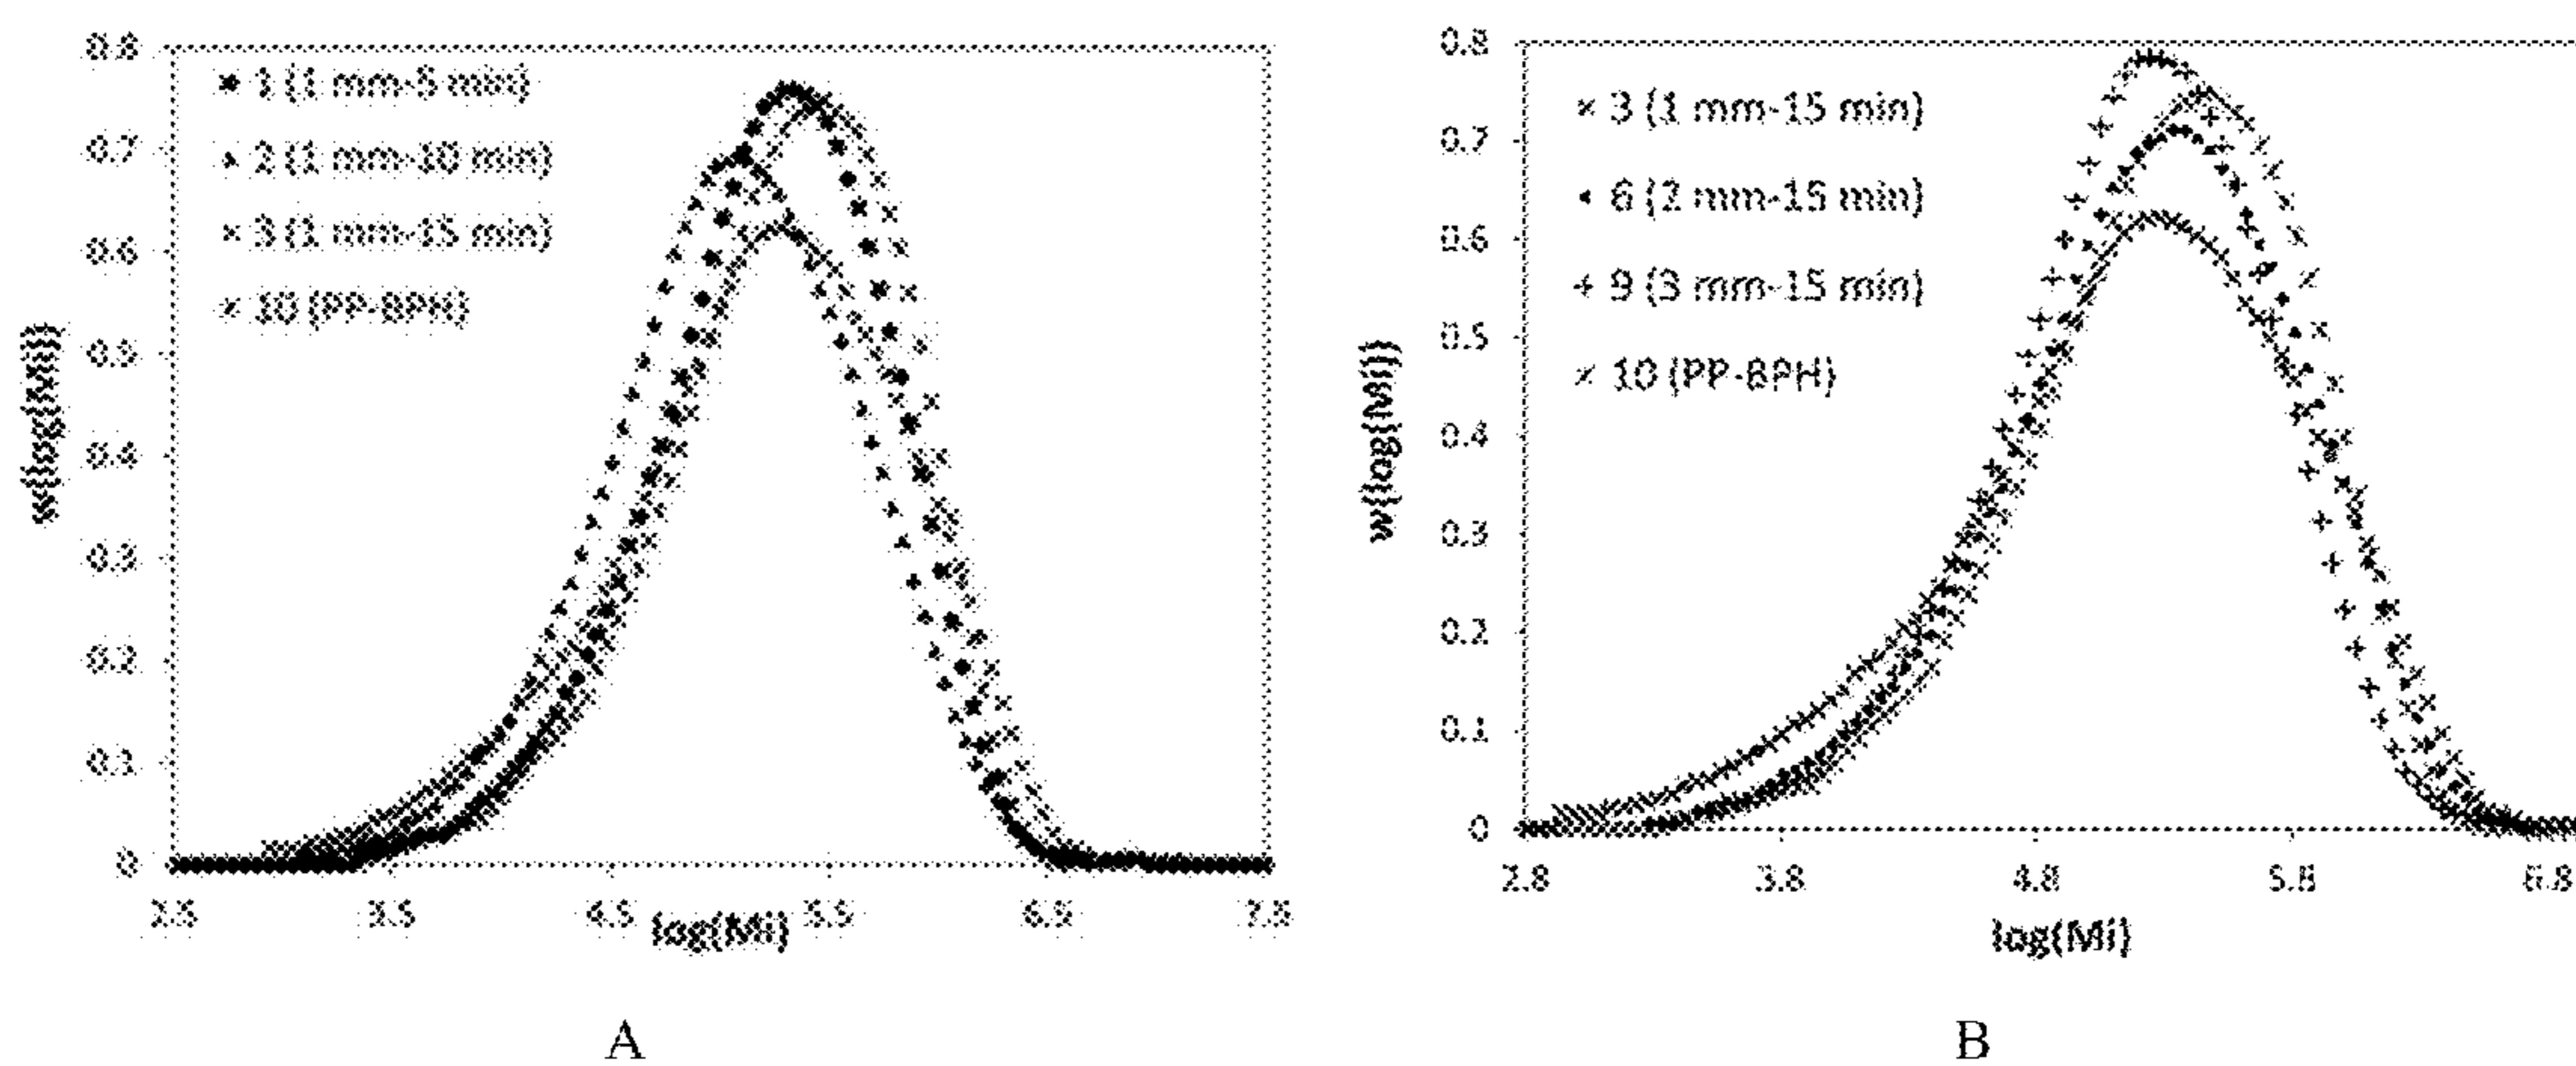 0.8
0.7
0.6
0.5
0.4
0.3
0.2
0.1
0
w(log(Mi))
1 (1 mm-5 min)
2 (1 mm-10 min)
3 (1 mm-15 min)
10 (PP-BPH)
2.5
3.5
4.5
5.5
6.5
7.5
log(Mi)
A
0.8
0.7
0.6
0.5
0.4
0.3
0.2
0.1
0
w(log(Mi))
3 (1 mm-15 min)
6 (2 mm-15 min)
9 (3 mm-15 min)
10 (PP-BPH)
2.8
3.8
4.8
5.8
6.8
log(Mi)
B